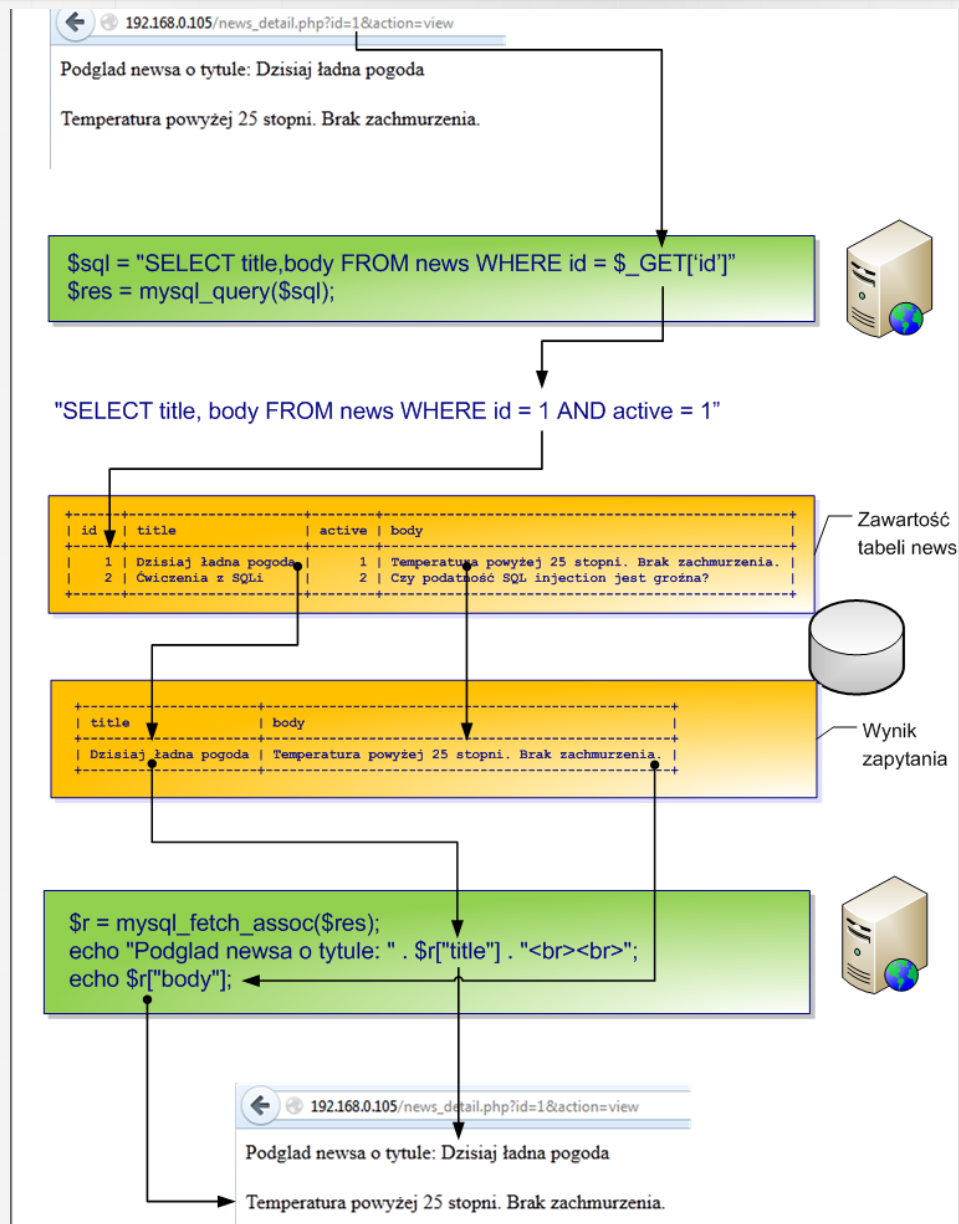 192.168.0.105/news_detail.php?id=1&action=view
Podglad newsa o tytule: Dzisiaj ładna pogoda
Temperatura powyżej 25 stopni. Brak zachmurzenia.
$sql = "SELECT title,body FROM news WHERE id = $_GET[‘id’]”
$res = mysql_query($sql);
"SELECT title, body FROM news WHERE id = 1 AND active = 1”
| id | title | active | body |
| 1 | Dzisiaj ładna pogoda | 1 | Temperatura powyżej 25 stopni. Brak zachmurzenia. |
| 2 | Ćwiczenia z SQLi | 2 | Czy podatność SQL injection jest groźna? |
Zawartość
tabeli news
| title | body |
| Dzisiaj ładna pogoda | Temperatura powyżej 25 stopni. Brak zachmurzenia. |
Wynik
zapytania
$r = mysql_fetch_assoc($res);
echo "Podglad newsa o tytule: " . $r["title"] . "<br><br>";
echo $r["body"];
192.168.0.105/news_detail.php?id=1&action=view
Podglad newsa o tytule: Dzisiaj ładna pogoda
Temperatura powyżej 25 stopni. Brak zachmurzenia.